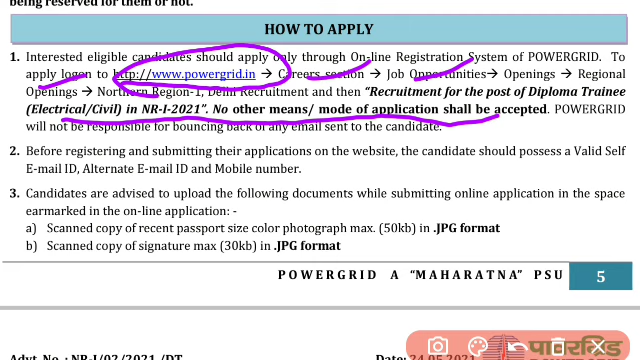 being reserved for them or not.
HOW TO APPLY
1. Interested eligible candidates should apply only through On-line Registration System of POWERGRID. To
apply logon to http://www.powergrid.in → Careers section → Job Opportunities→ Openings → Regional
Openings → Northern Region-1, Delhi Recruitment and then "Recruitment for the post of Diploma Trainee
(Electrical/Civil) in NR-I-2021". No other means/ mode of application shall be accepted. POWERGRID
will not be responsible for bouncing back of any email sent to the candidate.
2. Before registering and submitting their applications on the website, the candidate should possess a Valid Self
E-mail ID, Alternate E-mail ID and Mobile number.
3. Candidates are advised to upload the following documents while submitting online application in the space
earmarked in the on-line application: -
a) Scanned copy of recent passport size color photograph max. (50kb) in .JPG format
b) Scanned copy of signature max (30kb) in .JPG format
POWERGRID A "MAHARATNA" PSU 5
Advt. No. : NR-I/02/2021 /DT Date: 24.05.2021 पावरग्रिड